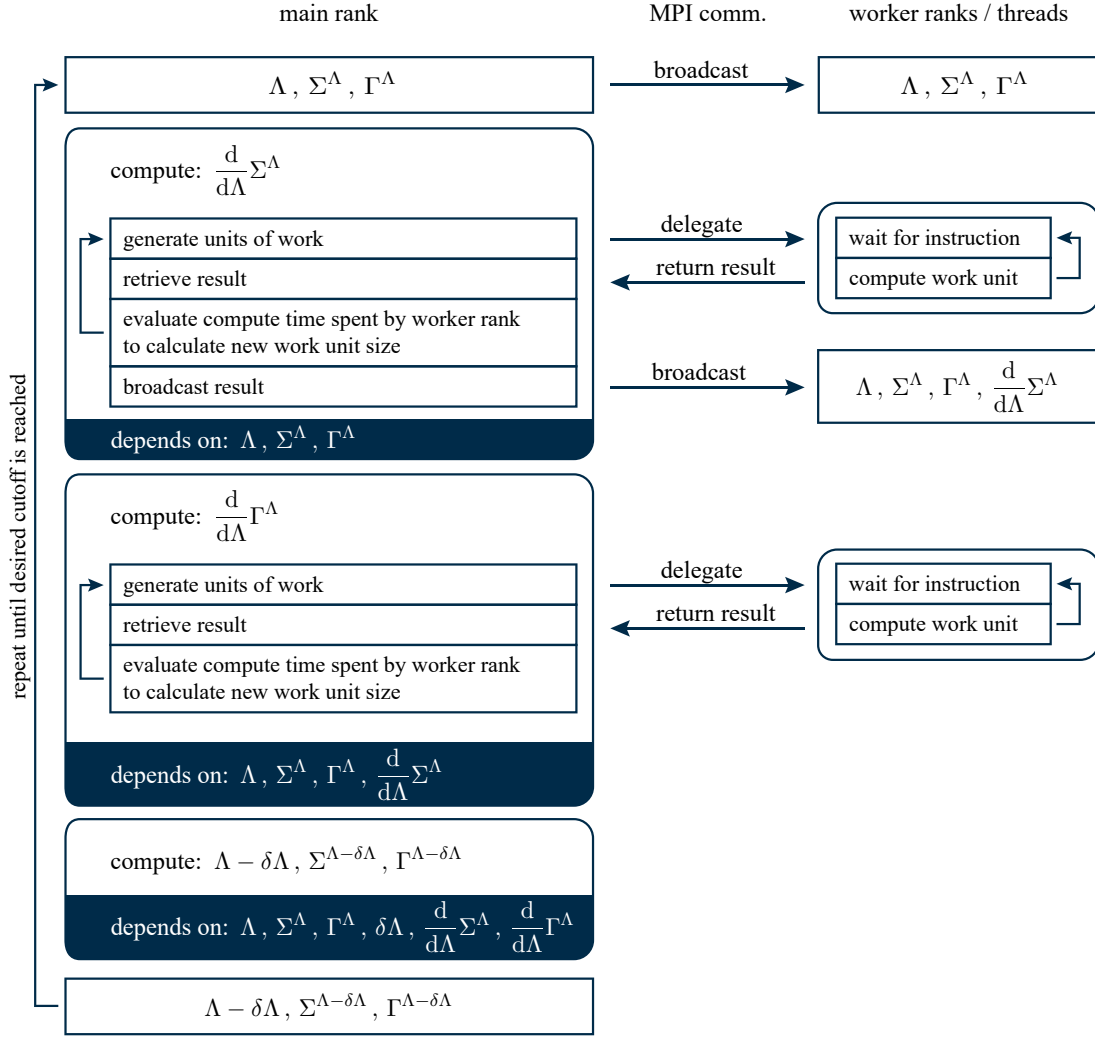 main rank
MPI comm.
worker ranks / threads
Λ , Σ^Λ , Γ^Λ
broadcast
Λ , Σ^Λ , Γ^Λ
compute: d/dΛ Σ^Λ
generate units of work
delegate
wait for instruction
retrieve result
return result
compute work unit
evaluate compute time spent by worker rank
to calculate new work unit size
broadcast result
broadcast
Λ , Σ^Λ , Γ^Λ , d/dΛ Σ^Λ
depends on: Λ , Σ^Λ , Γ^Λ
compute: d/dΛ Γ^Λ
generate units of work
delegate
wait for instruction
retrieve result
return result
compute work unit
evaluate compute time spent by worker rank
to calculate new work unit size
depends on: Λ , Σ^Λ , Γ^Λ , d/dΛ Σ^Λ
compute: Λ − δΛ , Σ^{Λ−δΛ} , Γ^{Λ−δΛ}
depends on: Λ , Σ^Λ , Γ^Λ , δΛ , d/dΛ Σ^Λ , d/dΛ Γ^Λ
Λ − δΛ , Σ^{Λ−δΛ} , Γ^{Λ−δΛ}
repeat until desired cutoff is reached